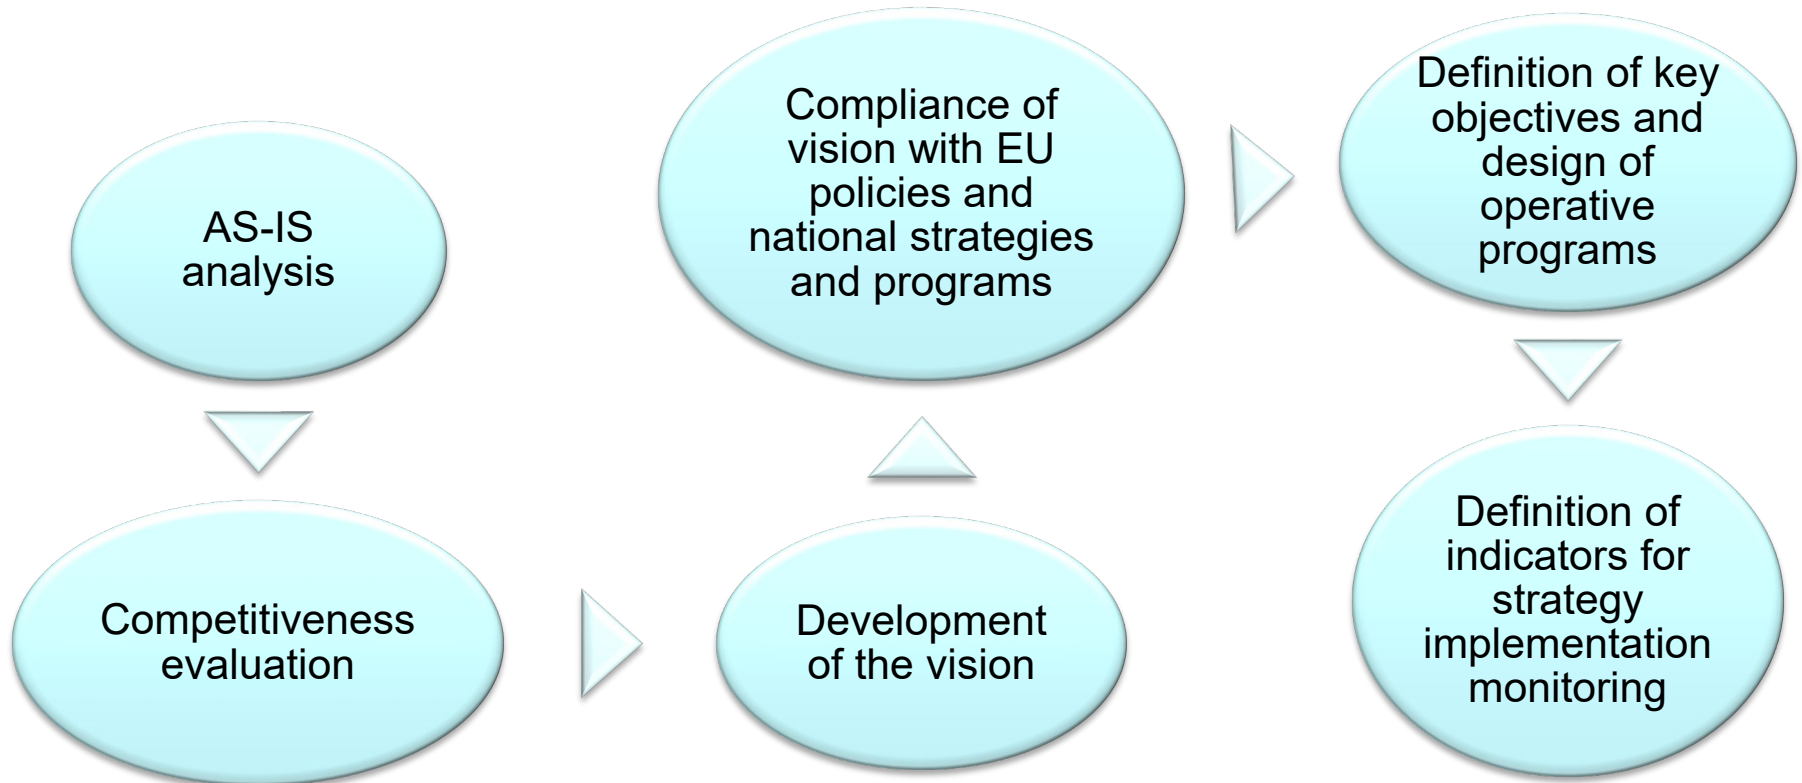 AS-IS
analysis
Competitiveness
evaluation
Development
of the vision
Compliance of
vision with EU
policies and
national strategies
and programs
Definition of key
objectives and
design of
operative
programs
Definition of
indicators for
strategy
implementation
monitoring